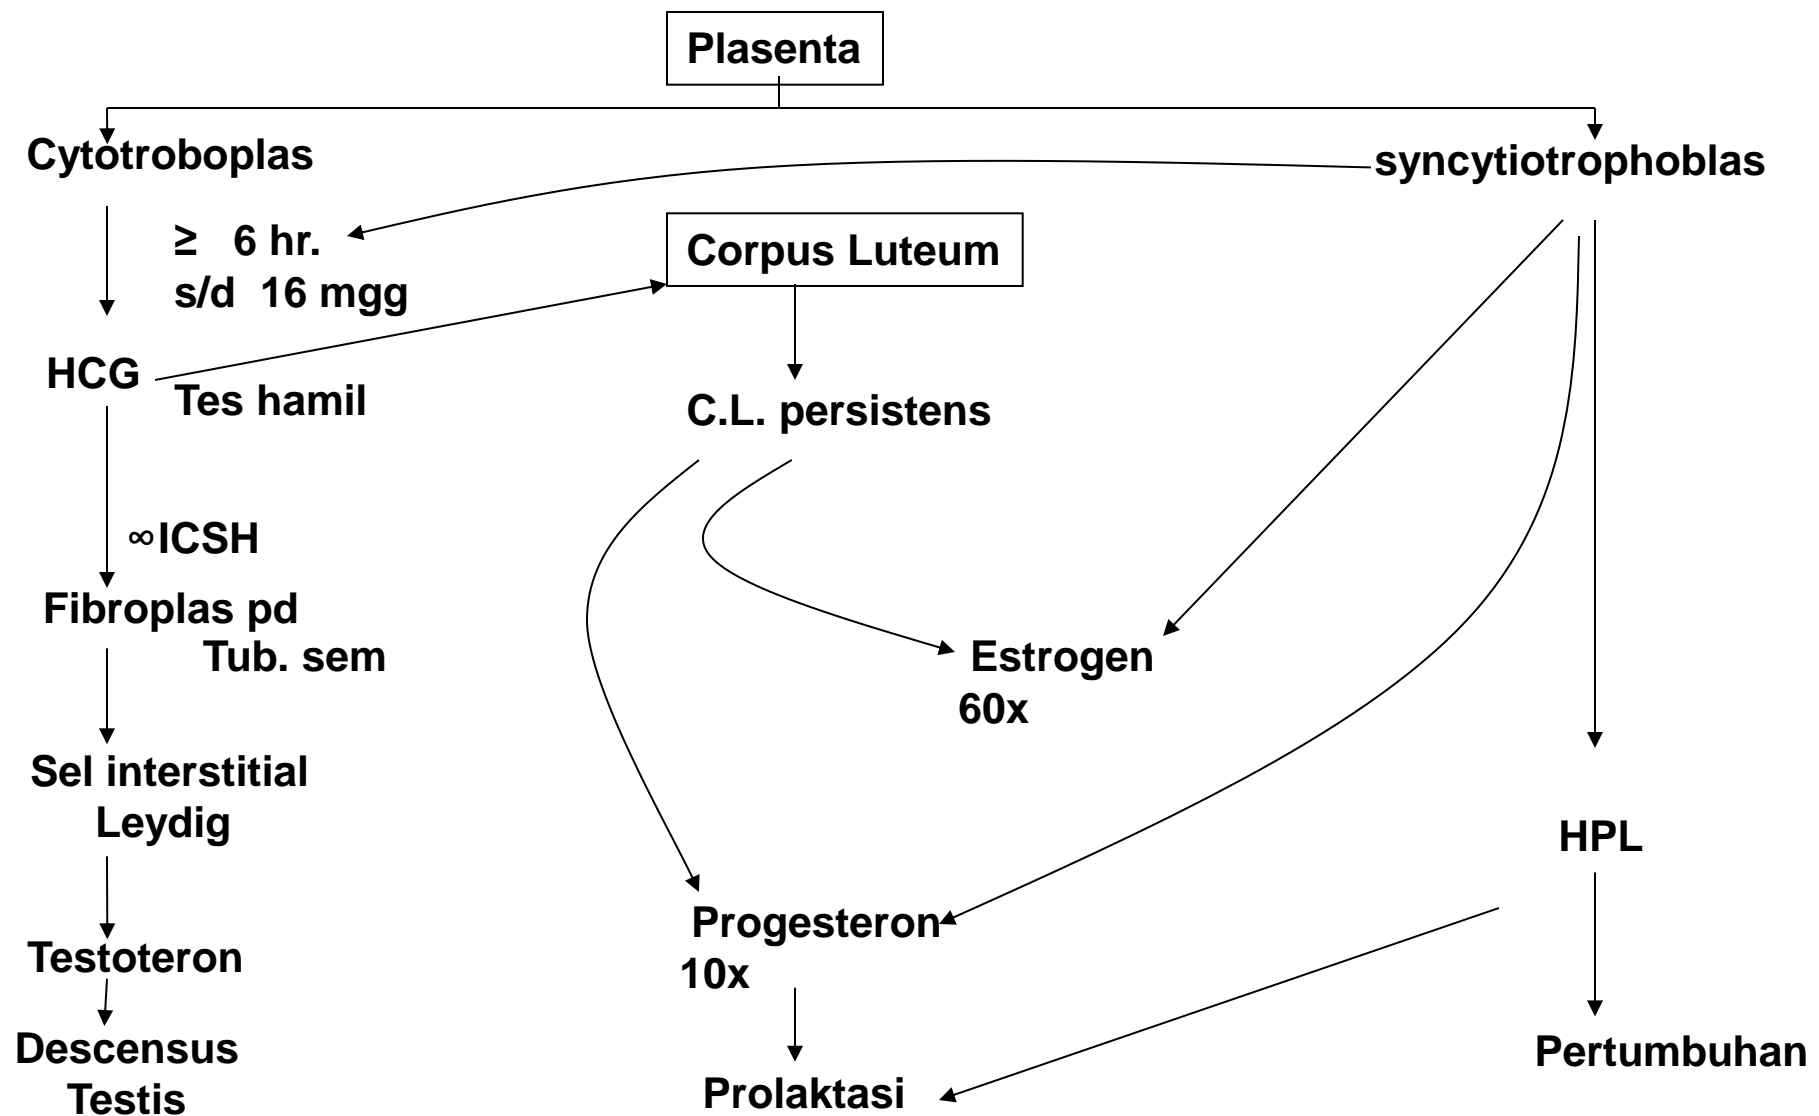 Plasenta
Cytotroboplas
syncytiotrophoblas
≥ 6 hr.
s/d 16 mgg
Corpus Luteum
HCG
Tes hamil
C.L. persistens
∞ICSH
Fibroplas pd
Tub. sem
Estrogen
60x
Sel interstitial
Leydig
HPL
Progesteron
10x
Testoteron
Descensus
Testis
Prolaktasi
Pertumbuhan